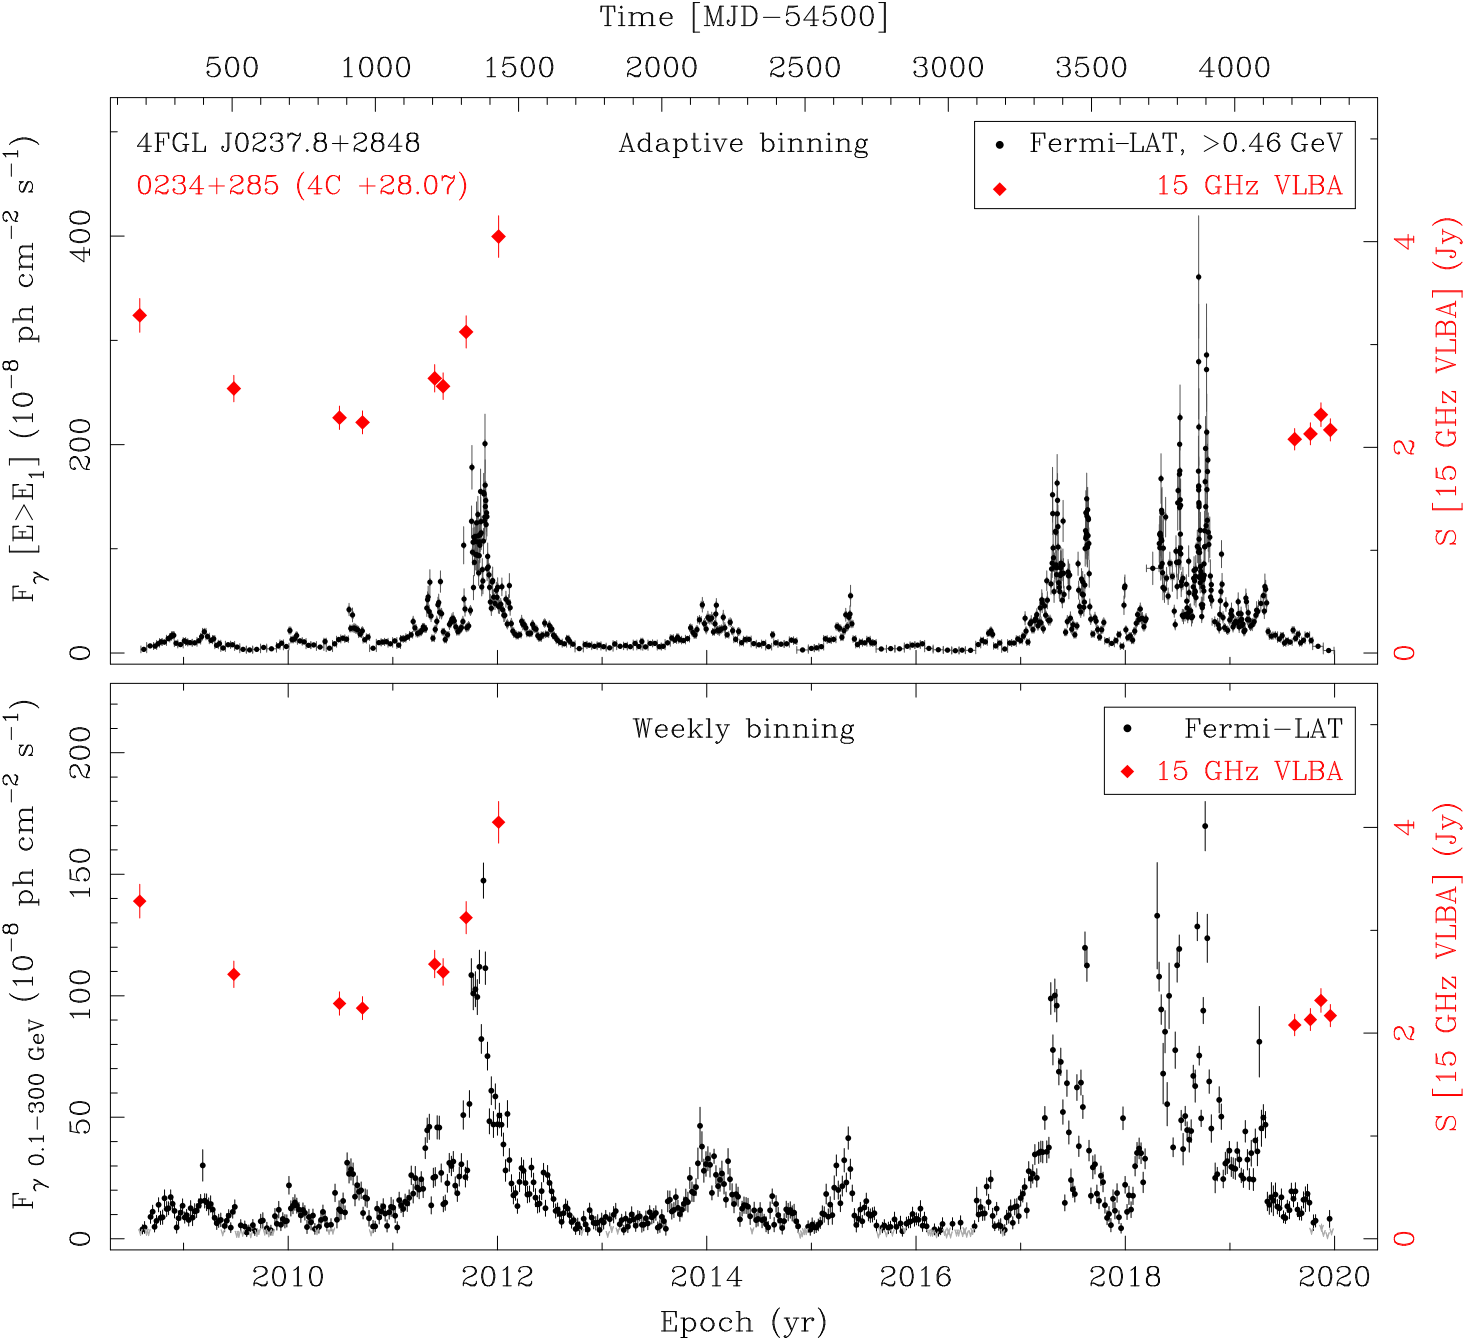 Time [MJD−54500]
500 1000 1500 2000 2500 3000 3500 4000
4FGL J0237.8+2848
0234+285 (4C +28.07)
Adaptive binning
Fermi−LAT, >0.46 GeV
15 GHz VLBA
F_γ [E>E_1] (10^−8 ph cm^−2 s^−1)
400
200
0
S [15 GHz VLBA] (Jy)
4
2
0
Weekly binning
Fermi−LAT
15 GHz VLBA
F_γ 0.1−300 GeV (10^−8 ph cm^−2 s^−1)
200
150
100
50
0
S [15 GHz VLBA] (Jy)
4
2
0
2010 2012 2014 2016 2018 2020
Epoch (yr)